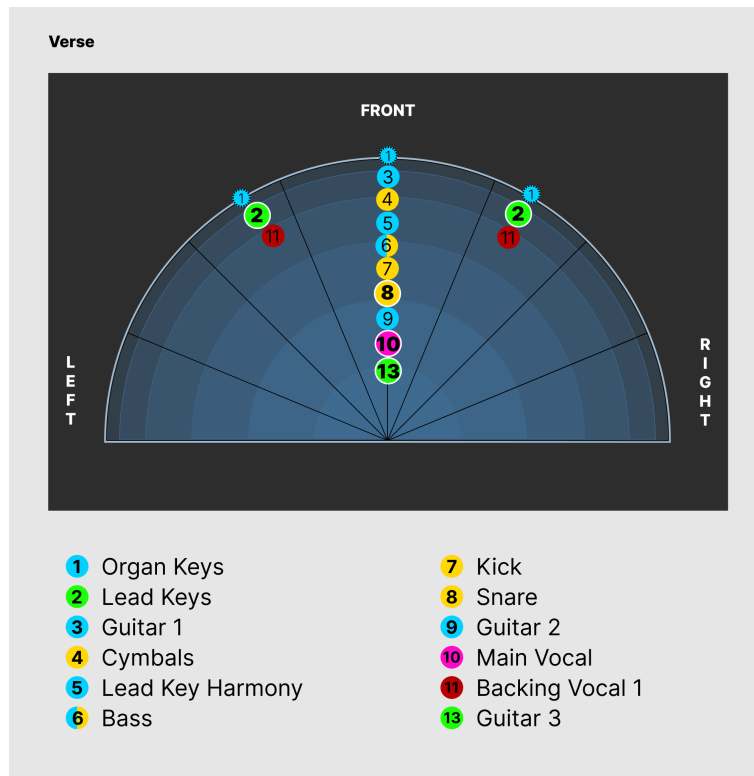 Verse
FRONT
1
3
1
1
4
2
5
2
11
6
11
7
8
9
10
13
LEFT
RIGHT
1 Organ Keys
2 Lead Keys
3 Guitar 1
4 Cymbals
5 Lead Key Harmony
6 Bass
7 Kick
8 Snare
9 Guitar 2
10 Main Vocal
11 Backing Vocal 1
13 Guitar 3